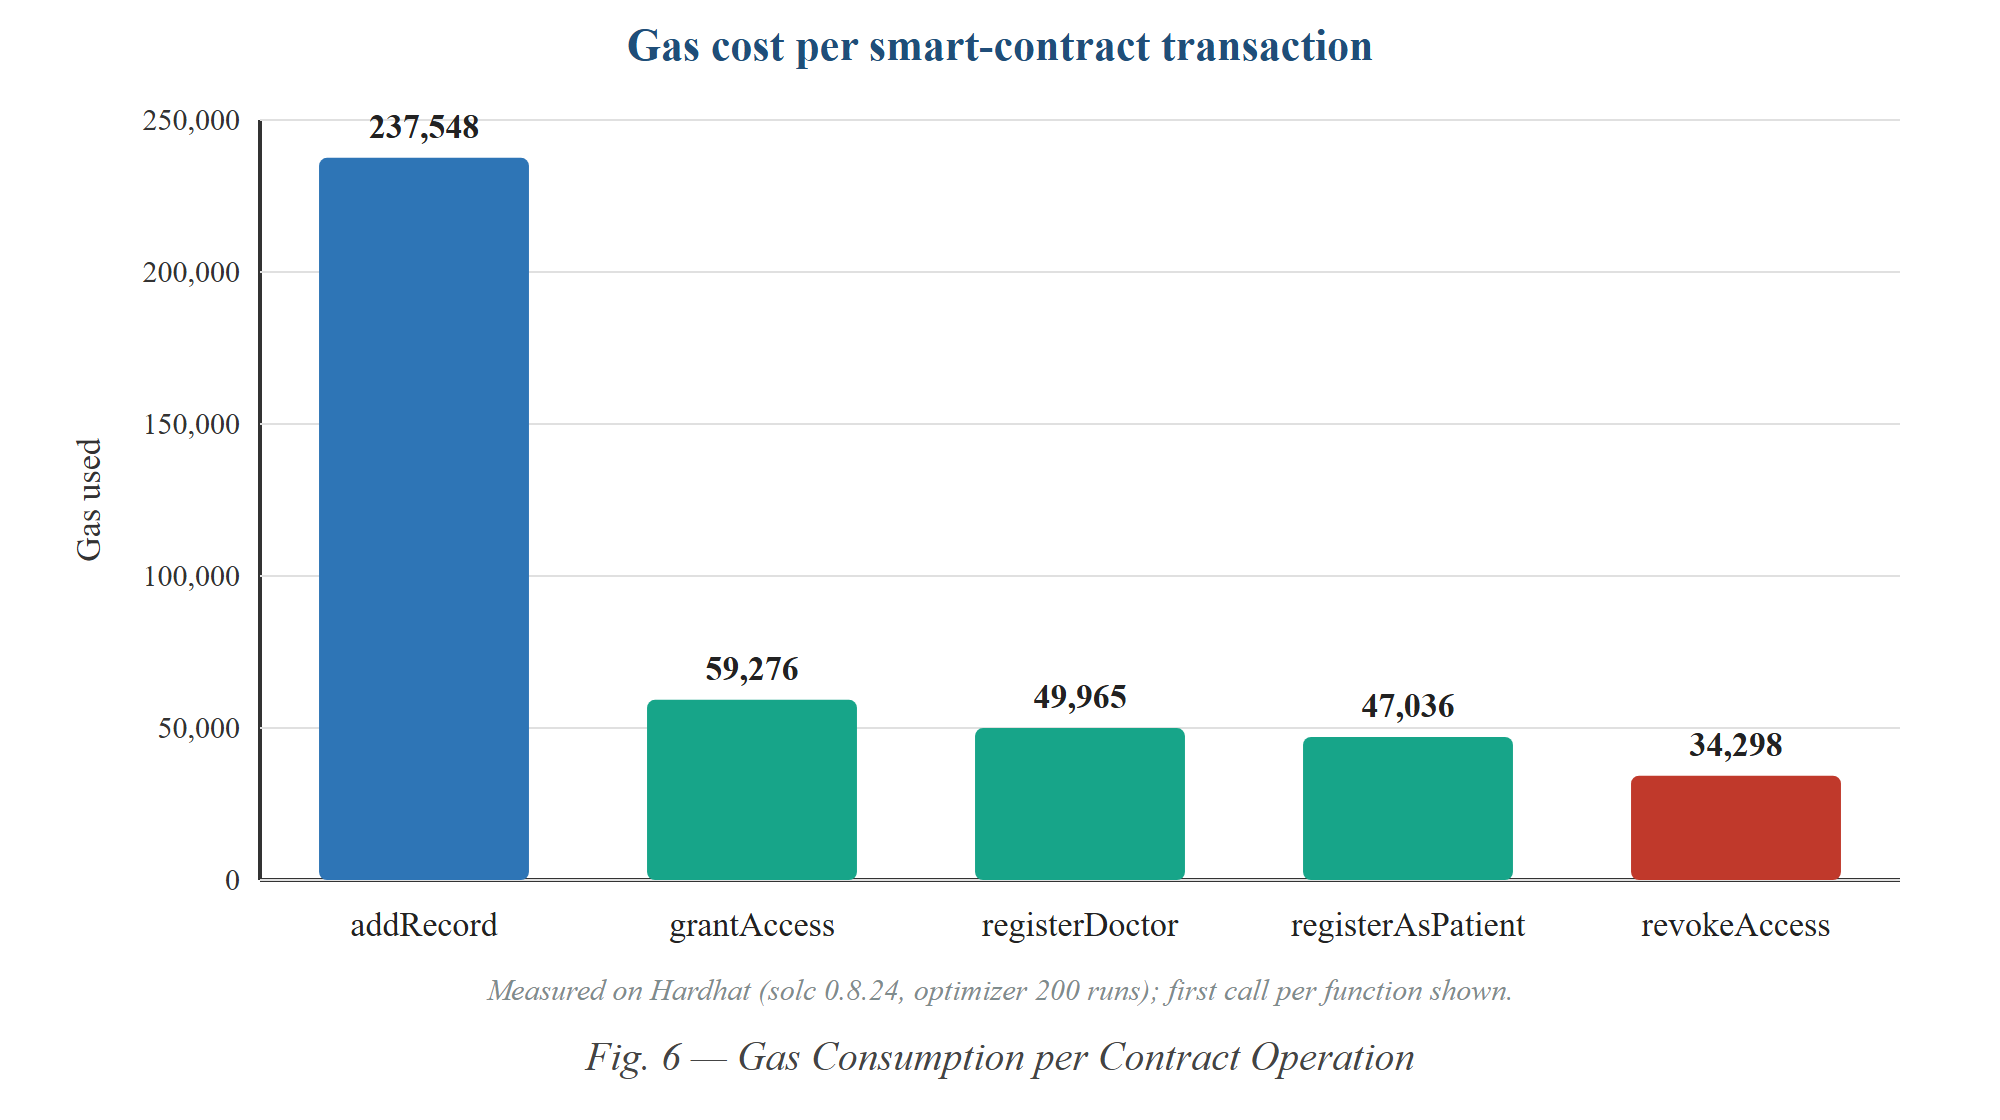 Gas cost per smart-contract transaction
250,000
237,548
200,000
150,000
Gas used
100,000
59,276
49,965
47,036
50,000
34,298
0
addRecord grantAccess registerDoctor registerAsPatient revokeAccess
Measured on Hardhat (solc 0.8.24, optimizer 200 runs); first call per function shown.
Fig. 6 — Gas Consumption per Contract Operation